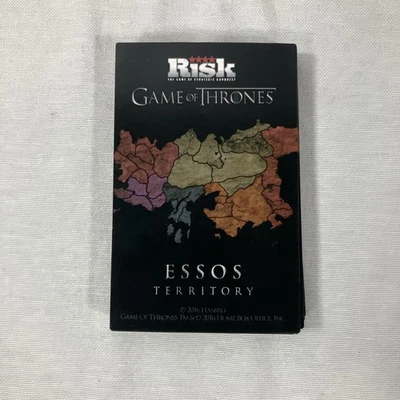 RISK
THE GAME OF STRATEGIC CONQUEST
GAME OF THRONES
ESSOS
TERRITORY
© 2016 HASBRO
GAME OF THRONES TM & © 2016 HOME BOX OFFICE, INC.